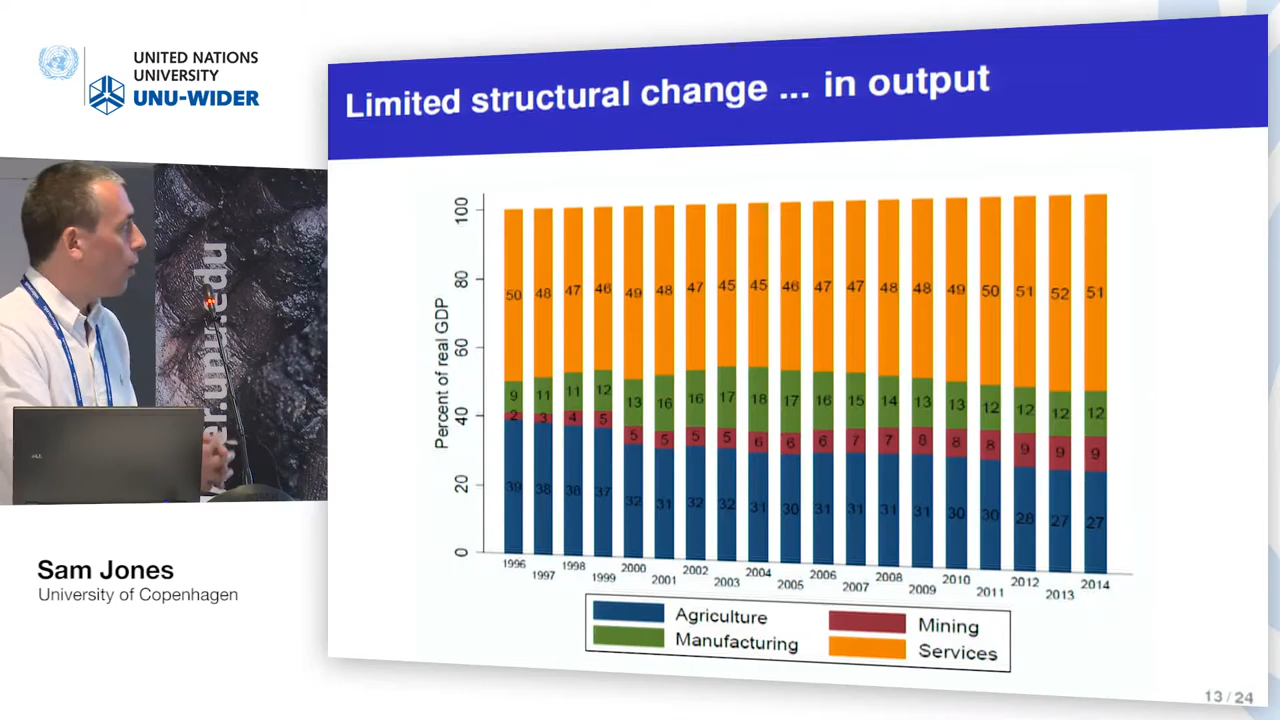 UNITED NATIONS
UNIVERSITY
UNU-WIDER
er.unu.edu
Sam Jones
University of Copenhagen
Limited structural change ... in output
Percent of real GDP
100
80
60
40
20
0
50 48 47 46 49 48 47 45 45 46 47 47 48 48 49 50 51 52 51
9 11 11 12 13 16 16 17 18 17 16 15 14 13 13 12 12 12 12
2 3 4 5 5 5 5 5 6 6 6 7 7 8 8 8 9 9 9
39 38 38 37 32 31 32 32 31 30 31 31 31 31 30 30 28 27 27
1996 1997 1998 1999 2000 2001 2002 2003 2004 2005 2006 2007 2008 2009 2010 2011 2012 2013 2014
Agriculture Mining
Manufacturing Services
13 / 24